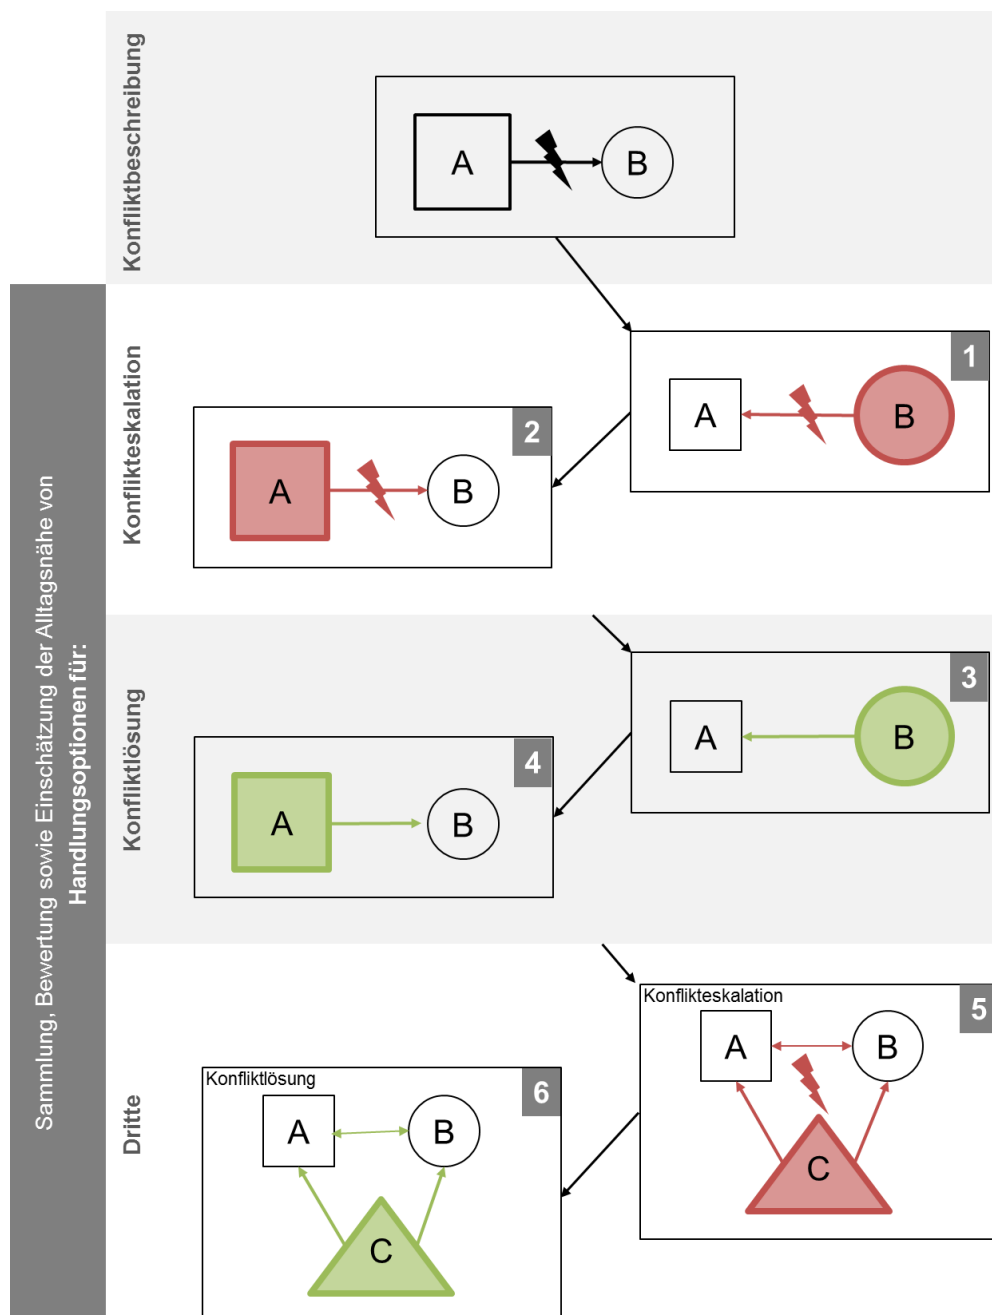 Konfliktbeschreibung
A
B
Sammlung, Bewertung sowie Einschätzung der Alltagsnähe von
Handlungsoptionen für:
Konflikteskalation
1
A
B
2
A
B
Konfliktlösung
3
A
B
4
A
B
Dritte
Konflikteskalation
5
A
B
C
Konfliktlösung
6
A
B
C